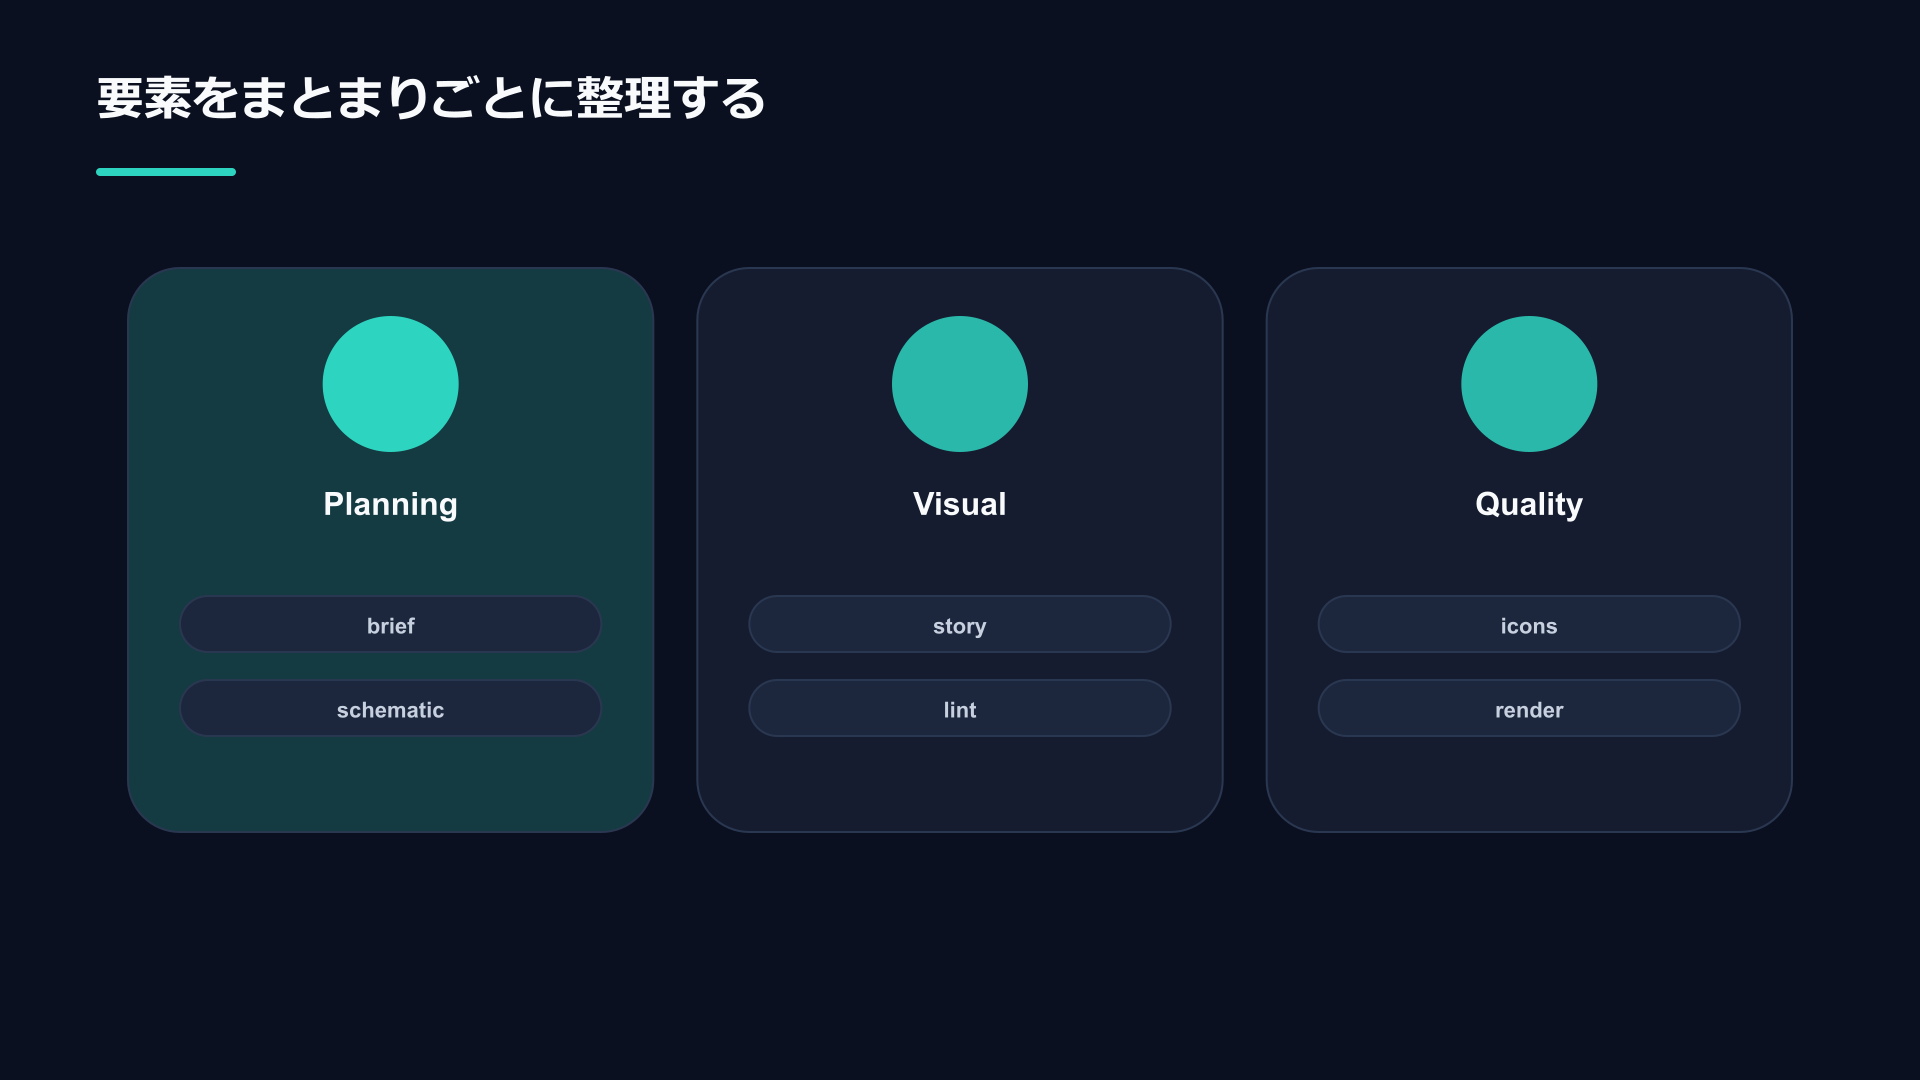 要素をまとまりごとに整理する
Planning
brief
schematic
Visual
story
lint
Quality
icons
render